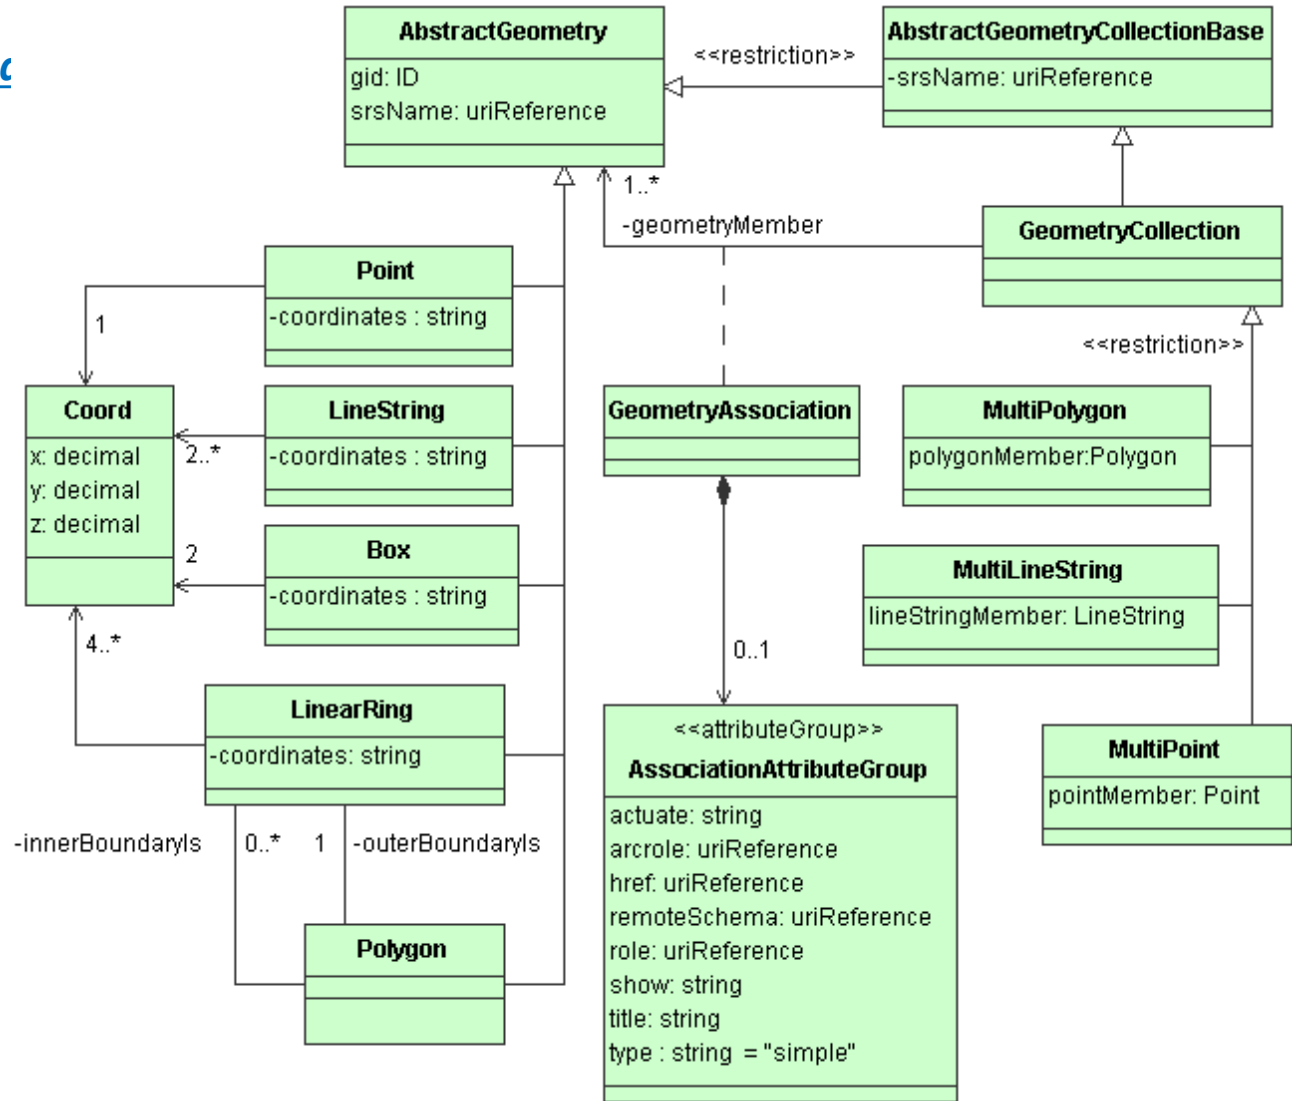 AbstractGeometry
gid: ID
srsName: uriReference
<<restriction>>
AbstractGeometryCollectionBase
-srsName: uriReference
1..*
-geometryMember
GeometryCollection
<<restriction>>
Point
-coordinates : string
1
Coord
x: decimal
y: decimal
z: decimal
LineString
-coordinates : string
2..*
Box
-coordinates : string
2
4..*
LinearRing
-coordinates: string
-innerBoundaryIs
0..*
1
-outerBoundaryIs
Polygon
GeometryAssociation
0..1
<<attributeGroup>>
AssociationAttributeGroup
actuate: string
arcrole: uriReference
href: uriReference
remoteSchema: uriReference
role: uriReference
show: string
title: string
type : string = "simple"
MultiPolygon
polygonMember:Polygon
MultiLineString
lineStringMember: LineString
MultiPoint
pointMember: Point